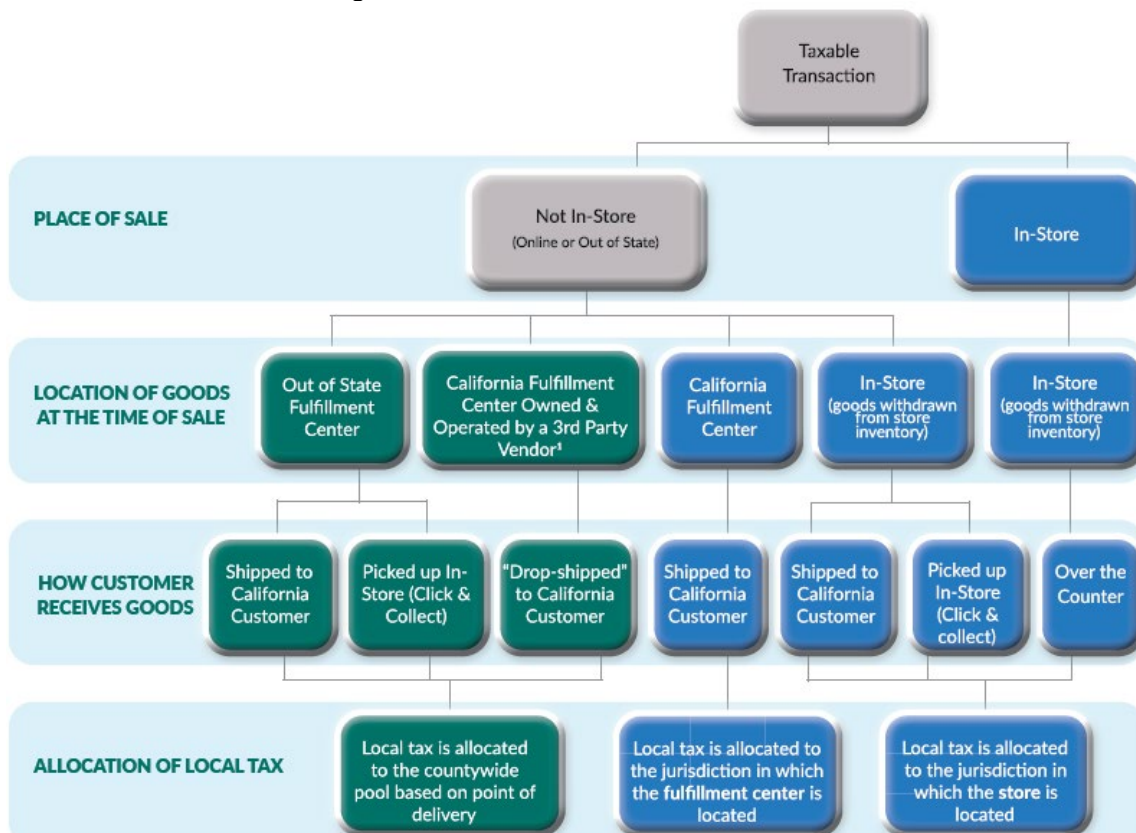 Taxable
Transaction
PLACE OF SALE
Not In-Store
(Online or Out of State)
In-Store
LOCATION OF GOODS
AT THE TIME OF SALE
Out of State
Fulfillment
Center
California Fulfillment
Center Owned &
Operated by a 3rd Party
Vendor¹
California
Fulfillment
Center
In-Store
(goods withdrawn
from store
inventory)
In-Store
(goods withdrawn
from store
inventory)
HOW CUSTOMER
RECEIVES GOODS
Shipped to
California
Customer
Picked up In-
Store (Click &
Collect)
"Drop-shipped"
to California
Customer
Shipped to
California
Customer
Shipped to
California
Customer
Picked up
In-Store
(Click &
collect)
Over the
Counter
ALLOCATION OF LOCAL TAX
Local tax is allocated
to the countywide
pool based on point of
delivery
Local tax is allocated to
the jurisdiction in which
the fulfillment center is
located
Local tax is allocated
to the jurisdiction in
which the store is
located